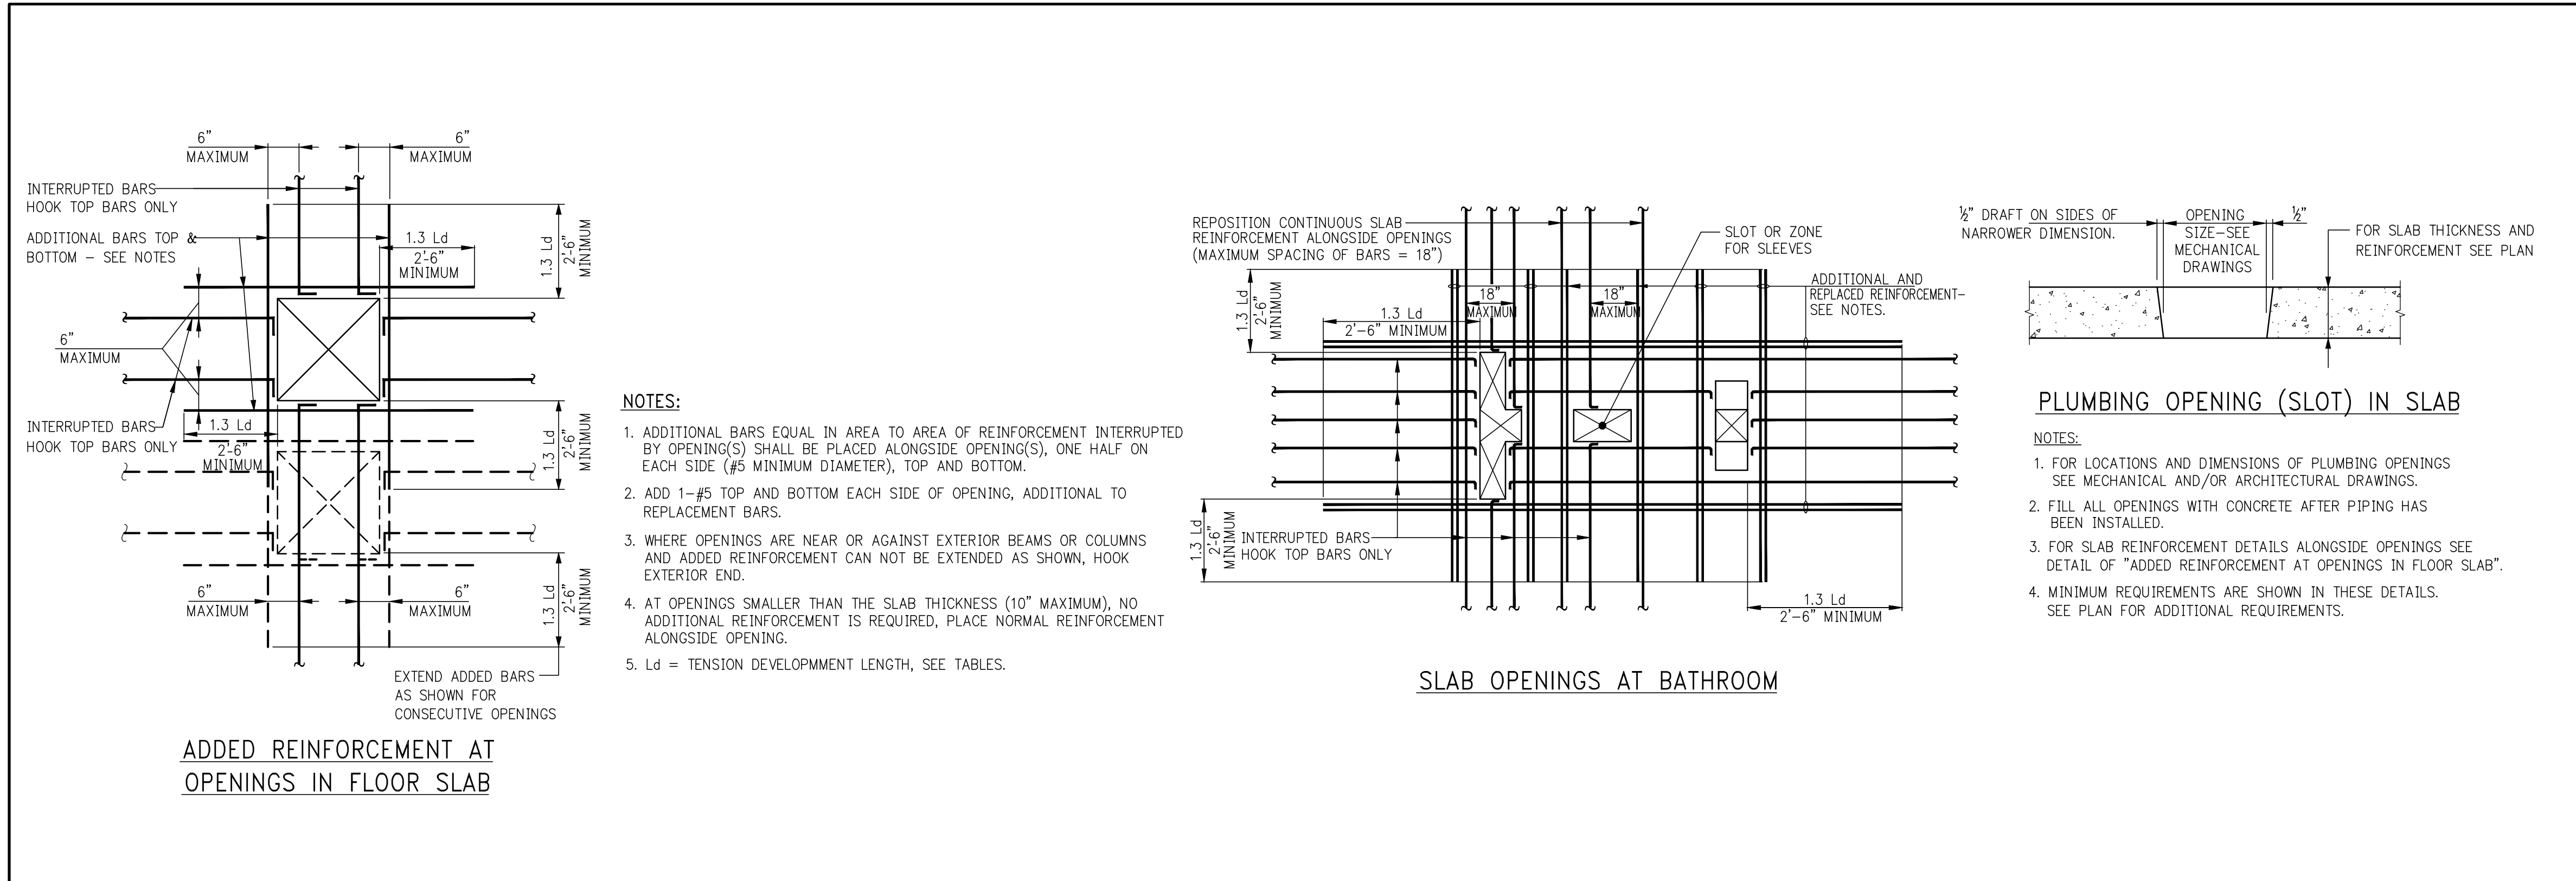 6"
MAXIMUM
6"
MAXIMUM
INTERRUPTED BARS
HOOK TOP BARS ONLY
ADDITIONAL BARS TOP &
BOTTOM – SEE NOTES
1.3 Ld
2'-6"
MINIMUM
1.3 Ld
2'-6"
MINIMUM
6"
MAXIMUM
INTERRUPTED BARS
HOOK TOP BARS ONLY
1.3 Ld
2'-6"
MINIMUM
1.3 Ld
2'-6"
MINIMUM
6"
MAXIMUM
6"
MAXIMUM
1.3 Ld
2'-6"
MINIMUM
EXTEND ADDED BARS
AS SHOWN FOR
CONSECUTIVE OPENINGS
ADDED REINFORCEMENT AT
OPENINGS IN FLOOR SLAB
NOTES:
1. ADDITIONAL BARS EQUAL IN AREA TO AREA OF REINFORCEMENT INTERRUPTED
BY OPENING(S) SHALL BE PLACED ALONGSIDE OPENING(S), ONE HALF ON
EACH SIDE (#5 MINIMUM DIAMETER), TOP AND BOTTOM.
2. ADD 1–#5 TOP AND BOTTOM EACH SIDE OF OPENING, ADDITIONAL TO
REPLACEMENT BARS.
3. WHERE OPENINGS ARE NEAR OR AGAINST EXTERIOR BEAMS OR COLUMNS
AND ADDED REINFORCEMENT CAN NOT BE EXTENDED AS SHOWN, HOOK
EXTERIOR END.
4. AT OPENINGS SMALLER THAN THE SLAB THICKNESS (10" MAXIMUM), NO
ADDITIONAL REINFORCEMENT IS REQUIRED, PLACE NORMAL REINFORCEMENT
ALONGSIDE OPENING.
5. Ld = TENSION DEVELOPMMENT LENGTH, SEE TABLES.
REPOSITION CONTINUOUS SLAB
REINFORCEMENT ALONGSIDE OPENINGS
(MAXIMUM SPACING OF BARS = 18")
SLOT OR ZONE
FOR SLEEVES
ADDITIONAL AND
REPLACED REINFORCEMENT–
SEE NOTES.
1.3 Ld
2'-6"
MINIMUM
18"
MAXIMUM
18"
MAXIMUM
1.3 Ld
2'–6" MINIMUM
1.3 Ld
2'-6"
MINIMUM
INTERRUPTED BARS
HOOK TOP BARS ONLY
1.3 Ld
2'–6" MINIMUM
SLAB OPENINGS AT BATHROOM
½" DRAFT ON SIDES OF
NARROWER DIMENSION.
OPENING
SIZE–SEE
MECHANICAL
DRAWINGS
½"
FOR SLAB THICKNESS AND
REINFORCEMENT SEE PLAN
PLUMBING OPENING (SLOT) IN SLAB
NOTES:
1. FOR LOCATIONS AND DIMENSIONS OF PLUMBING OPENINGS
SEE MECHANICAL AND/OR ARCHITECTURAL DRAWINGS.
2. FILL ALL OPENINGS WITH CONCRETE AFTER PIPING HAS
BEEN INSTALLED.
3. FOR SLAB REINFORCEMENT DETAILS ALONGSIDE OPENINGS SEE
DETAIL OF "ADDED REINFORCEMENT AT OPENINGS IN FLOOR SLAB".
4. MINIMUM REQUIREMENTS ARE SHOWN IN THESE DETAILS.
SEE PLAN FOR ADDITIONAL REQUIREMENTS.